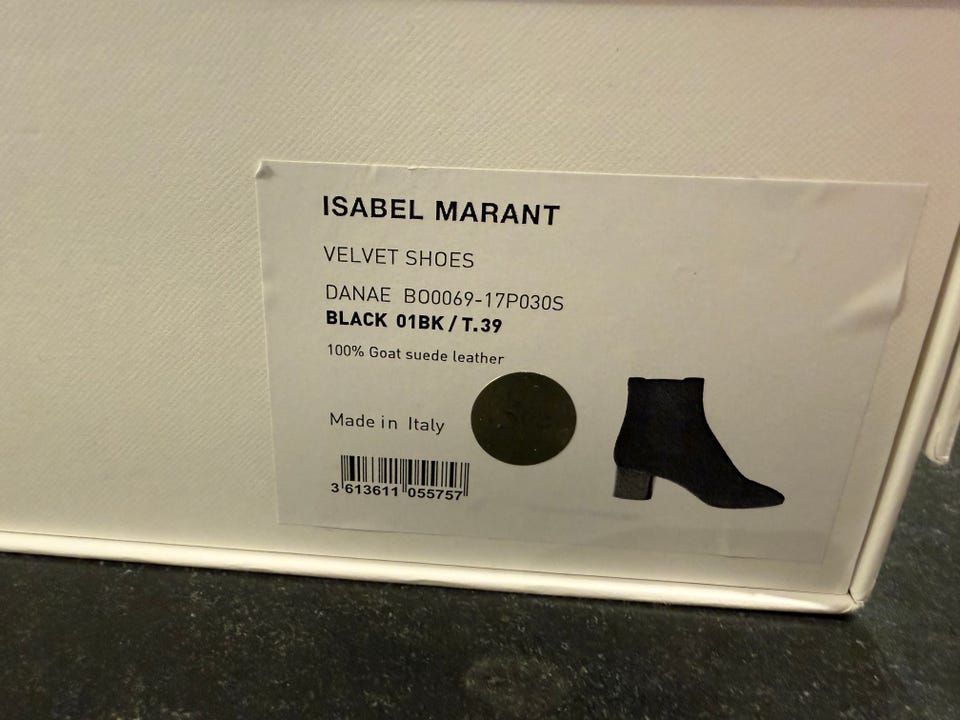 ISABEL MARANT
VELVET SHOES
DANAE BO0069-17P030S
BLACK 01BK / T.39
100% Goat suede leather
Made in Italy
3 613611 055757